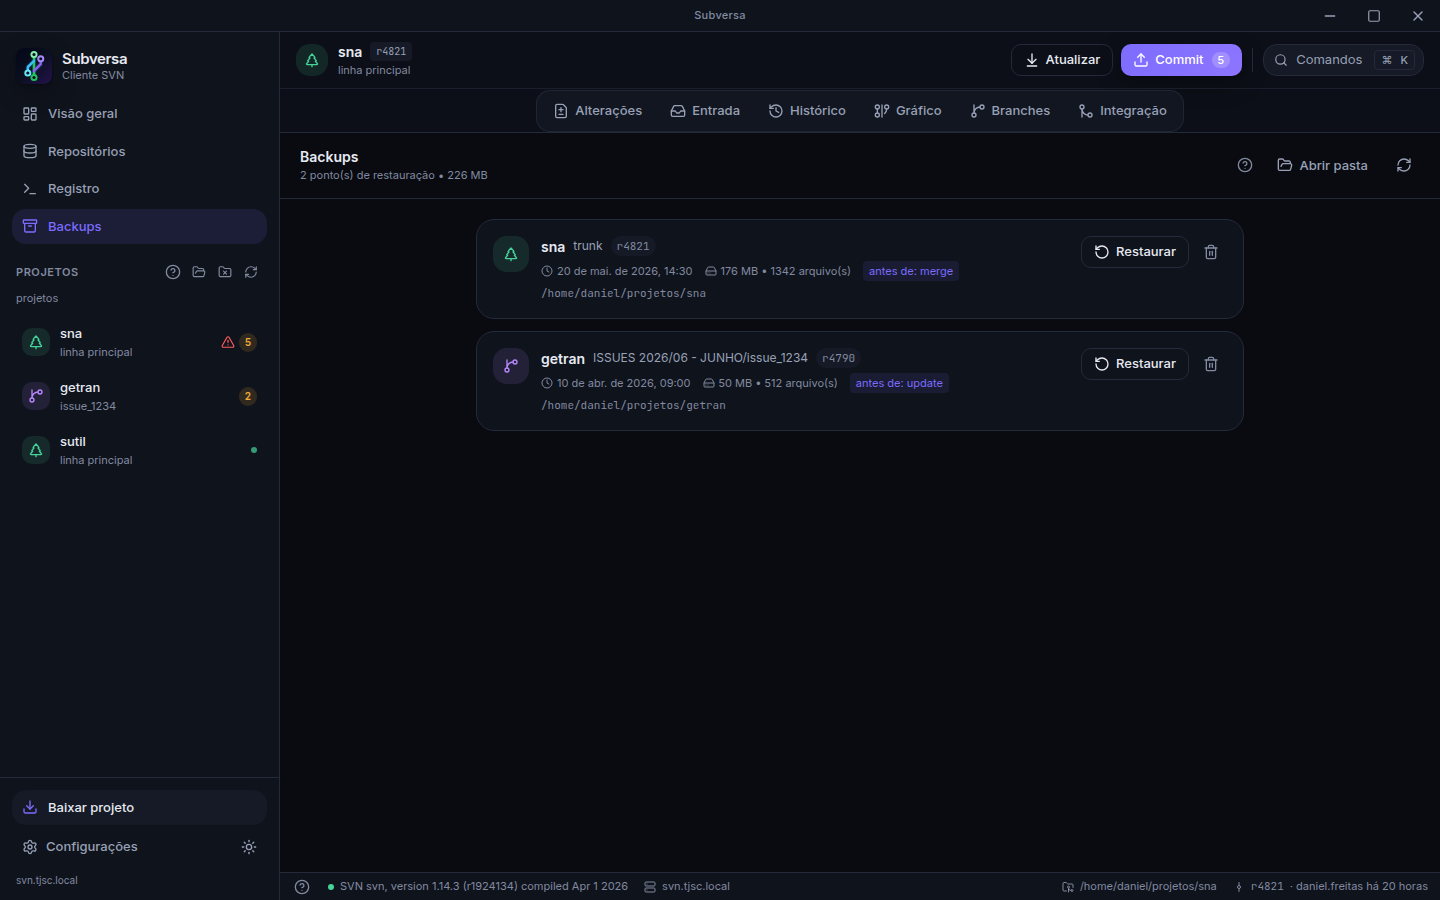 Subversa
Subversa
Cliente SVN
Visão geral
Repositórios
Registro
Backups
PROJETOS
projetos
sna
linha principal
5
getran
issue_1234
2
sutil
linha principal
Baixar projeto
Configurações
svn.tjsc.local
sna r4821
linha principal
Atualizar
Commit 5
Comandos ⌘ K
Alterações Entrada Histórico Gráfico Branches Integração
Backups
2 ponto(s) de restauração • 226 MB
Abrir pasta
sna trunk r4821
20 de mai. de 2026, 14:30 176 MB • 1342 arquivo(s) antes de: merge
/home/daniel/projetos/sna
Restaurar
getran ISSUES 2026/06 - JUNHO/issue_1234 r4790
10 de abr. de 2026, 09:00 50 MB • 512 arquivo(s) antes de: update
/home/daniel/projetos/getran
Restaurar
SVN svn, version 1.14.3 (r1924134) compiled Apr 1 2026 svn.tjsc.local /home/daniel/projetos/sna r4821 · daniel.freitas há 20 horas